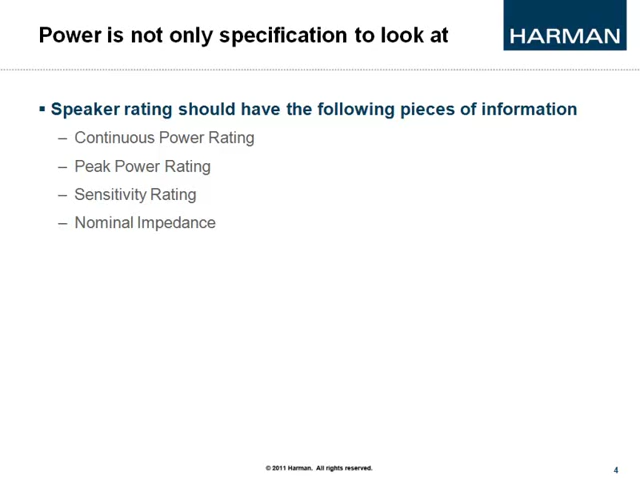 Power is not only specification to look at
HARMAN
▪ Speaker rating should have the following pieces of information
– Continuous Power Rating
– Peak Power Rating
– Sensitivity Rating
– Nominal Impedance
© 2011 Harman. All rights reserved.
4